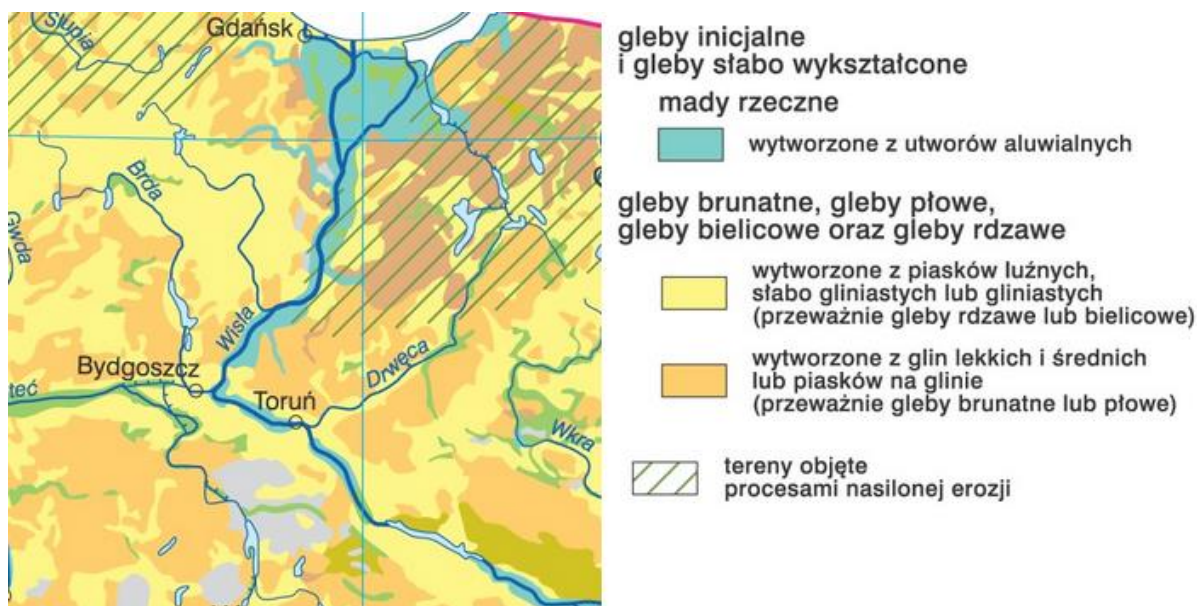 Słupia
Gdańsk
Brda
Gwda
Wisła
Bydgoszcz
teć
Toruń
Drwęca
Wkra
gleby inicjalne
i gleby słabo wykształcone
mady rzeczne
wytworzone z utworów aluwialnych
gleby brunatne, gleby płowe,
gleby bielicowe oraz gleby rdzawe
wytworzone z piasków luźnych,
słabo gliniastych lub gliniastych
(przeważnie gleby rdzawe lub bielicowe)
wytworzone z glin lekkich i średnich
lub piasków na glinie
(przeważnie gleby brunatne lub płowe)
tereny objęte
procesami nasilonej erozji